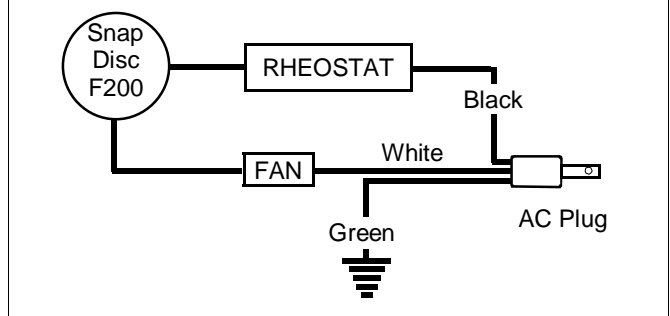 Snap
Disc
F200
RHEOSTAT
Black
White
FAN
AC Plug
Green